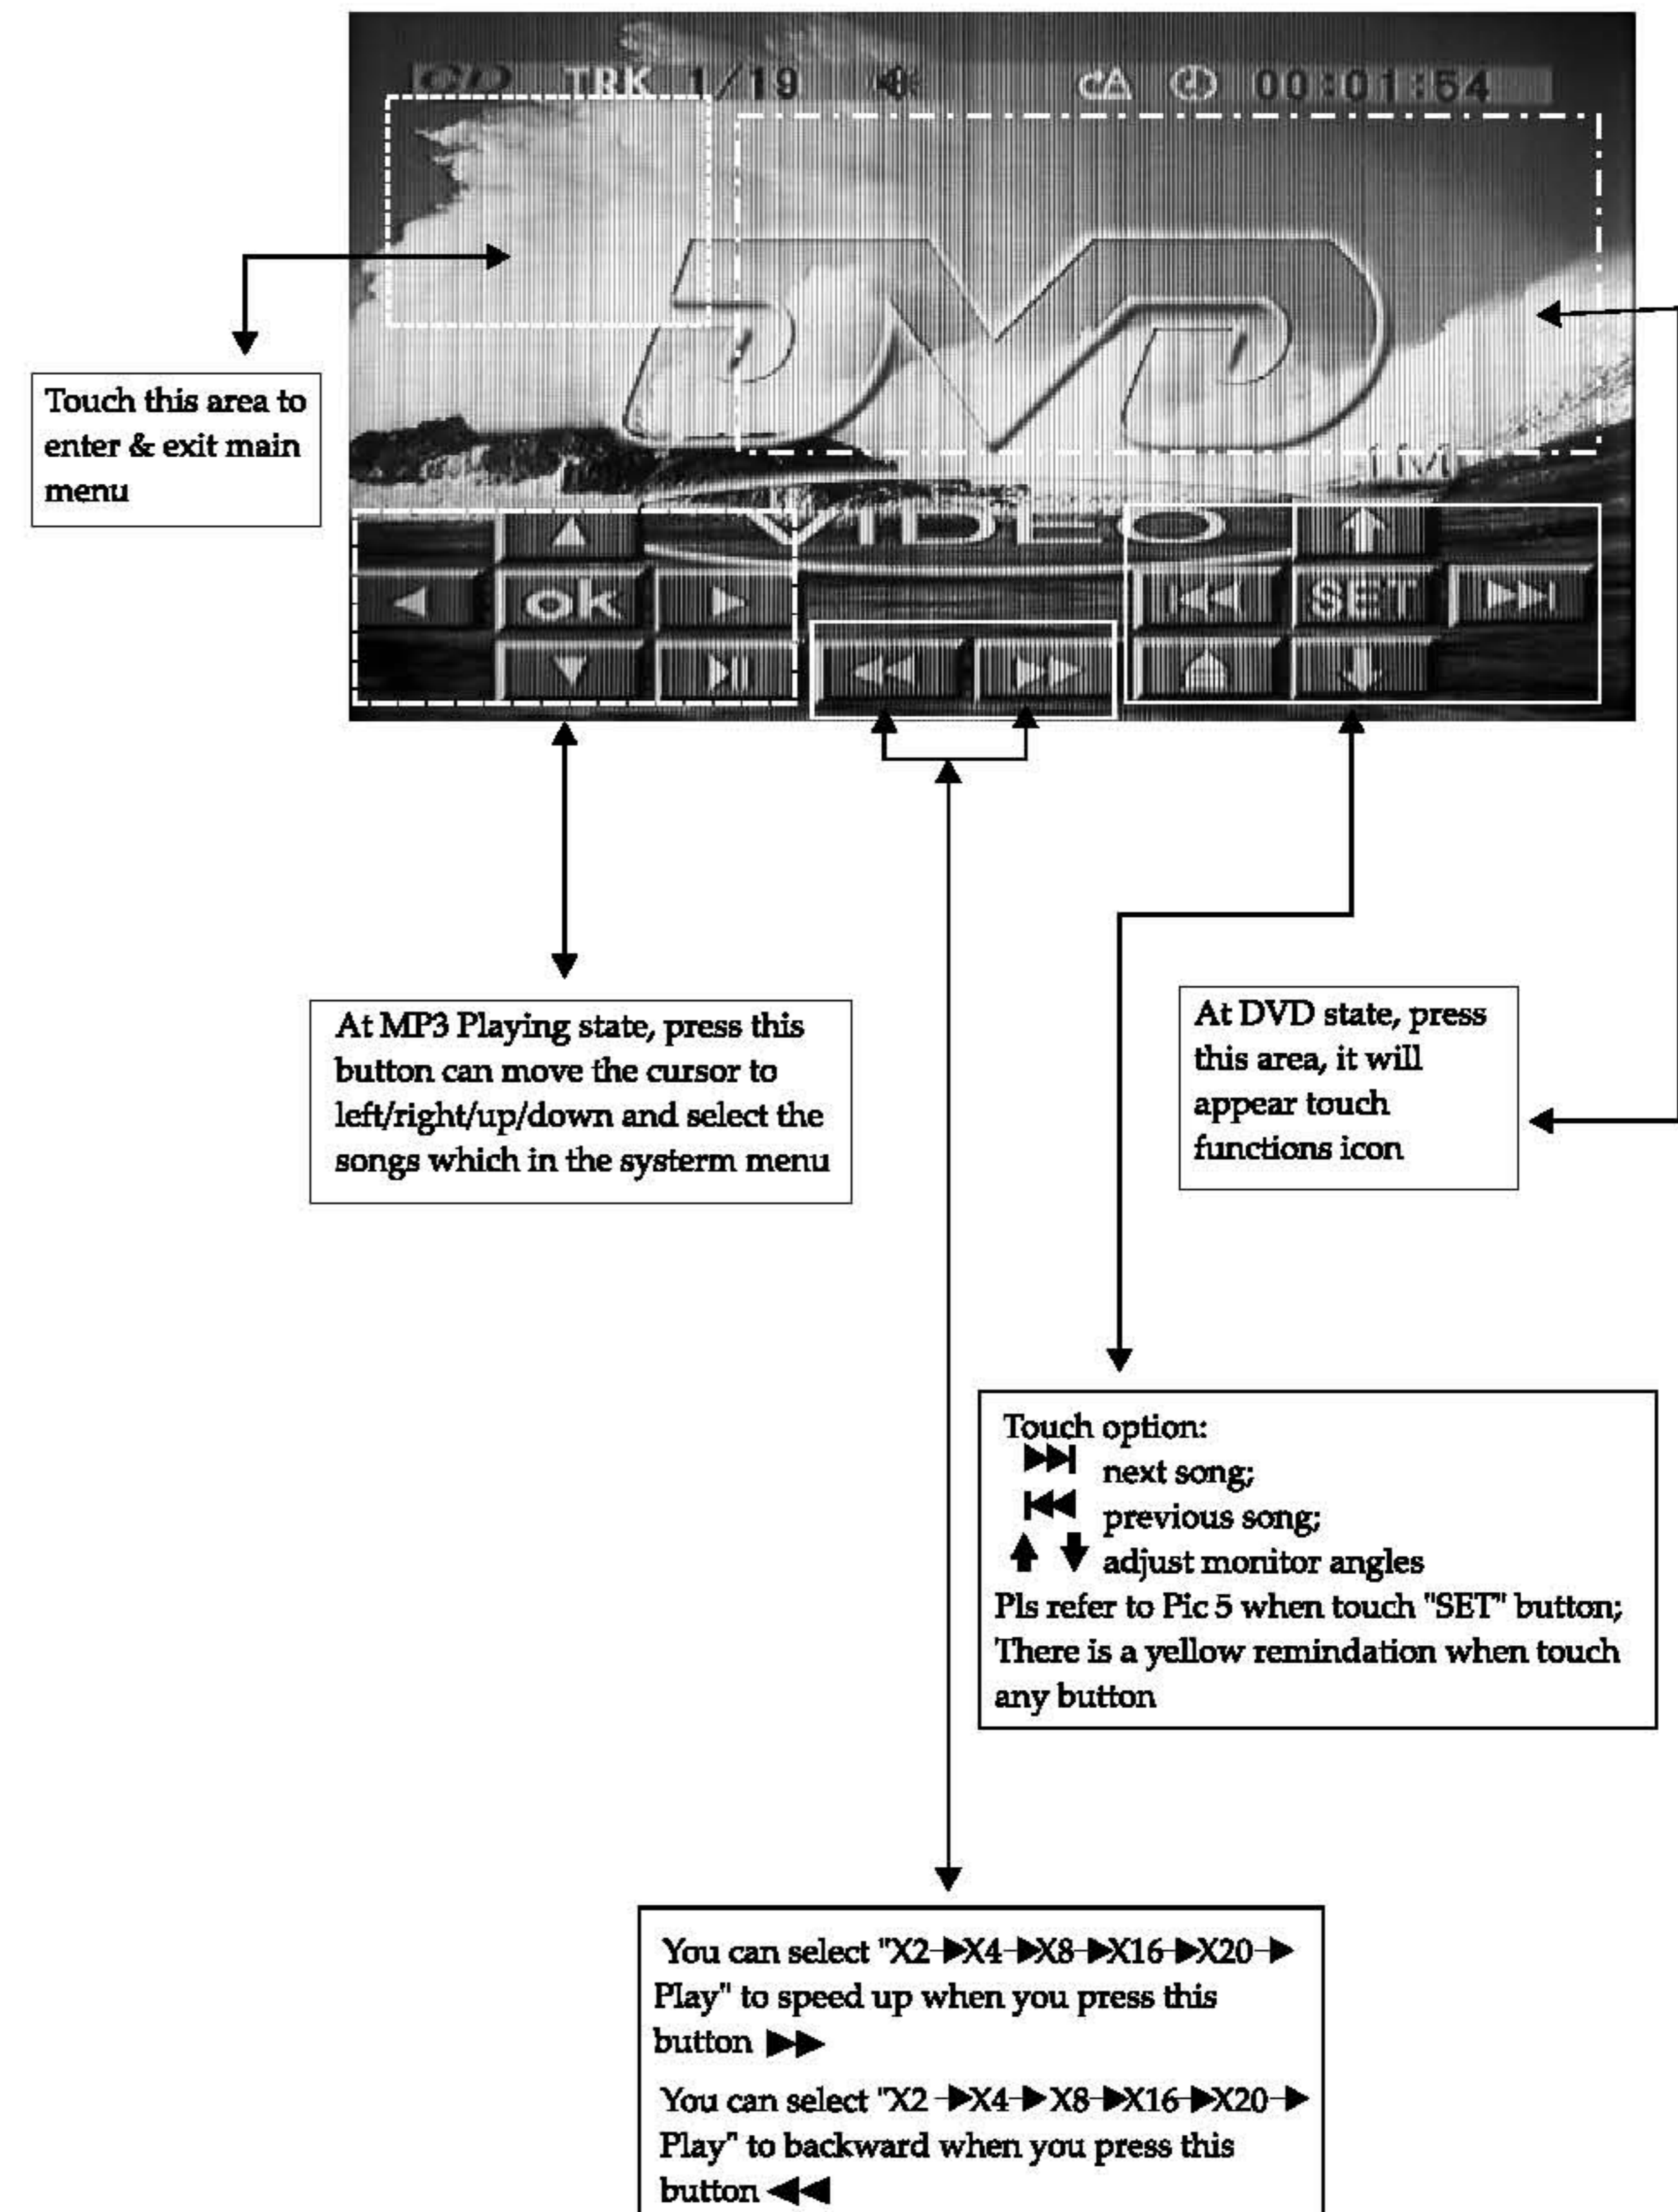 CD TRK 1/19 00:01:54
DVD
VIDEO
ok
SET
Touch this area to
enter & exit main
menu
At MP3 Playing state, press this
button can move the cursor to
left/right/up/down and select the
songs which in the systerm menu
At DVD state, press
this area, it will
appear touch
functions icon
Touch option:
⏭ next song;
⏮ previous song;
⬆ ⬇ adjust monitor angles
Pls refer to Pic 5 when touch "SET" button;
There is a yellow remindation when touch
any button
You can select "X2→X4→X8→X16→X20→
Play" to speed up when you press this
button ▶▶
You can select "X2→X4→X8→X16→X20→
Play" to backward when you press this
button ◀◀